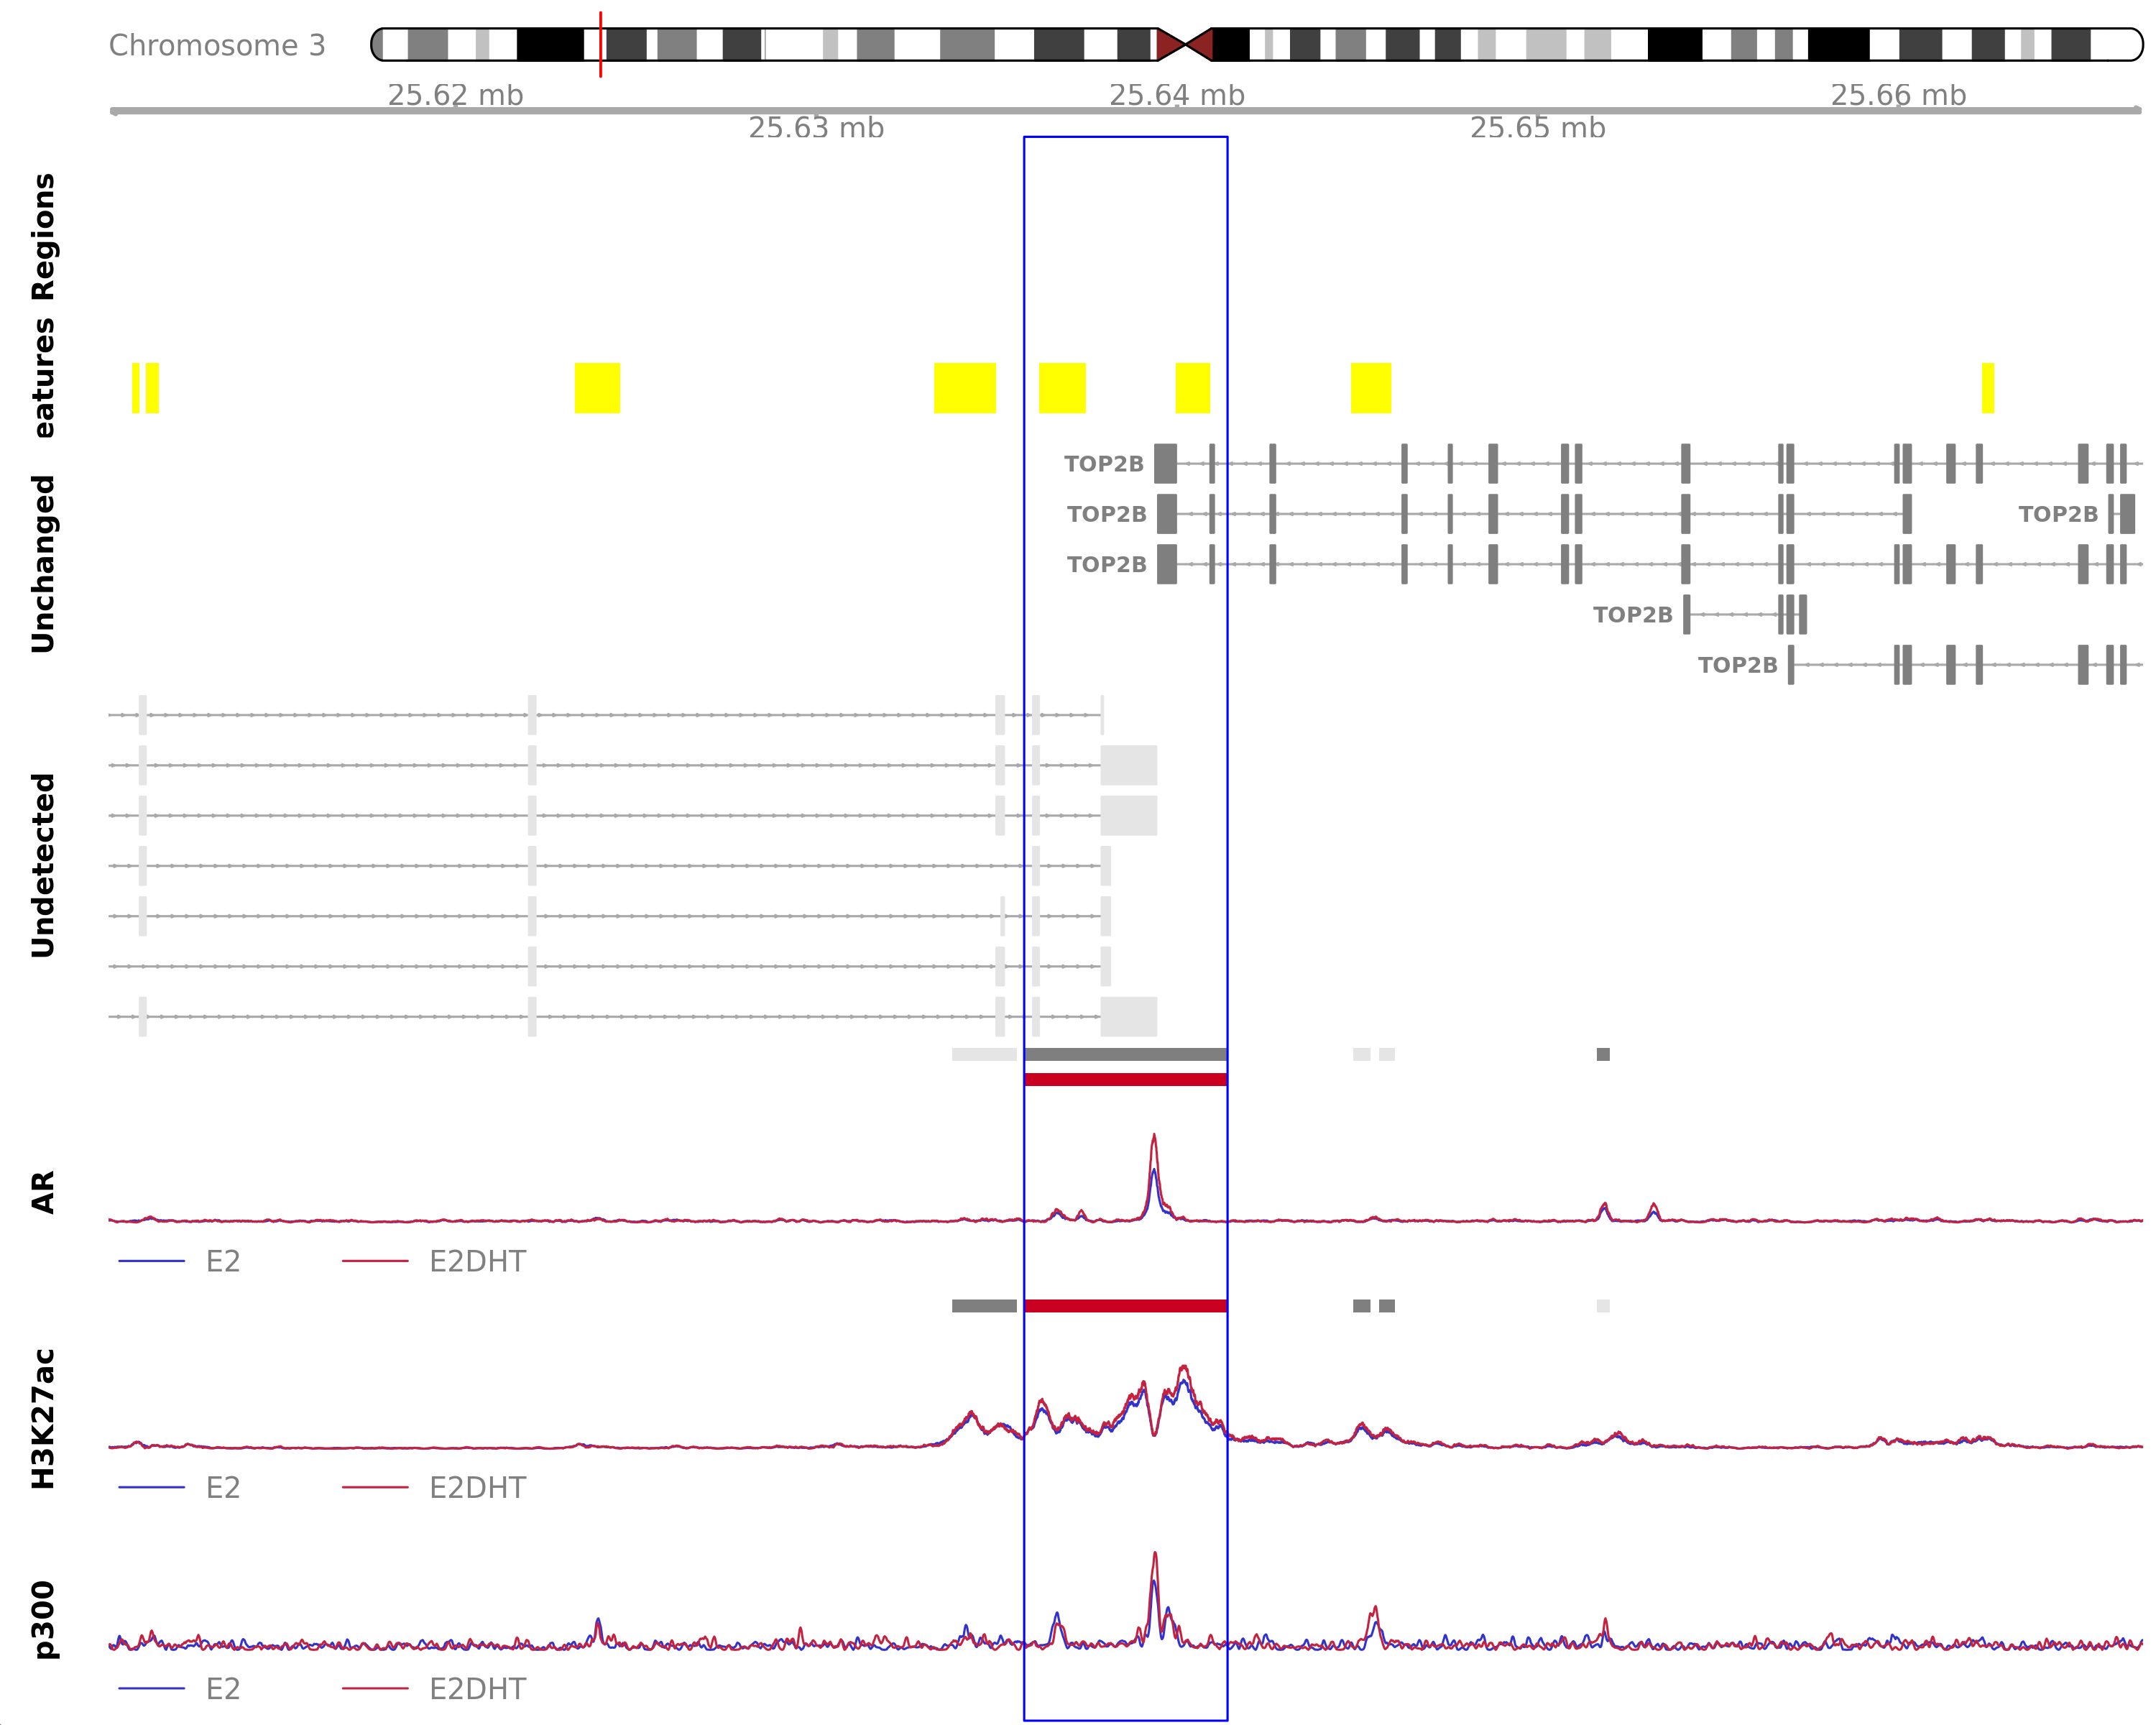 Chromosome 3
25.62 mb
25.64 mb
25.66 mb
25.63 mb
25.65 mb
Regions
eatures
Unchanged
TOP2B
TOP2B
TOP2B
TOP2B
TOP2B
TOP2B
Undetected
AR
E2
E2DHT
H3K27ac
E2
E2DHT
p300
E2
E2DHT